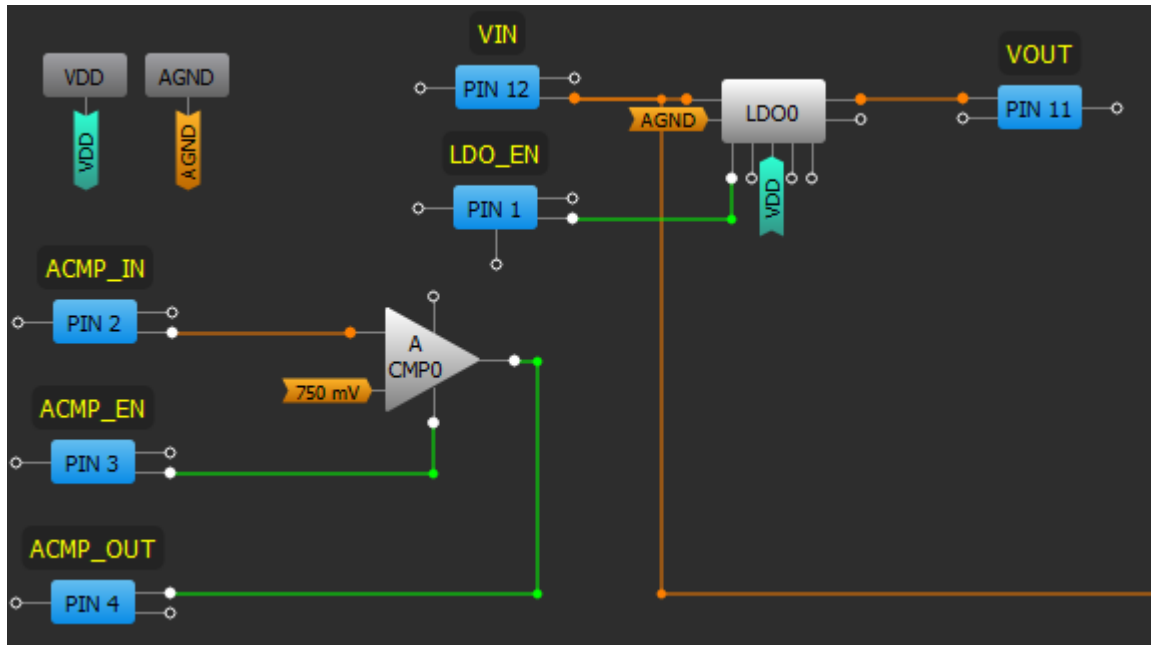 VIN
VOUT
VDD
AGND
PIN 12
LDO0
PIN 11
AGND
VDD
AGND
LDO_EN
PIN 1
VDD
ACMP_IN
PIN 2
A
CMP0
750 mV
ACMP_EN
PIN 3
ACMP_OUT
PIN 4